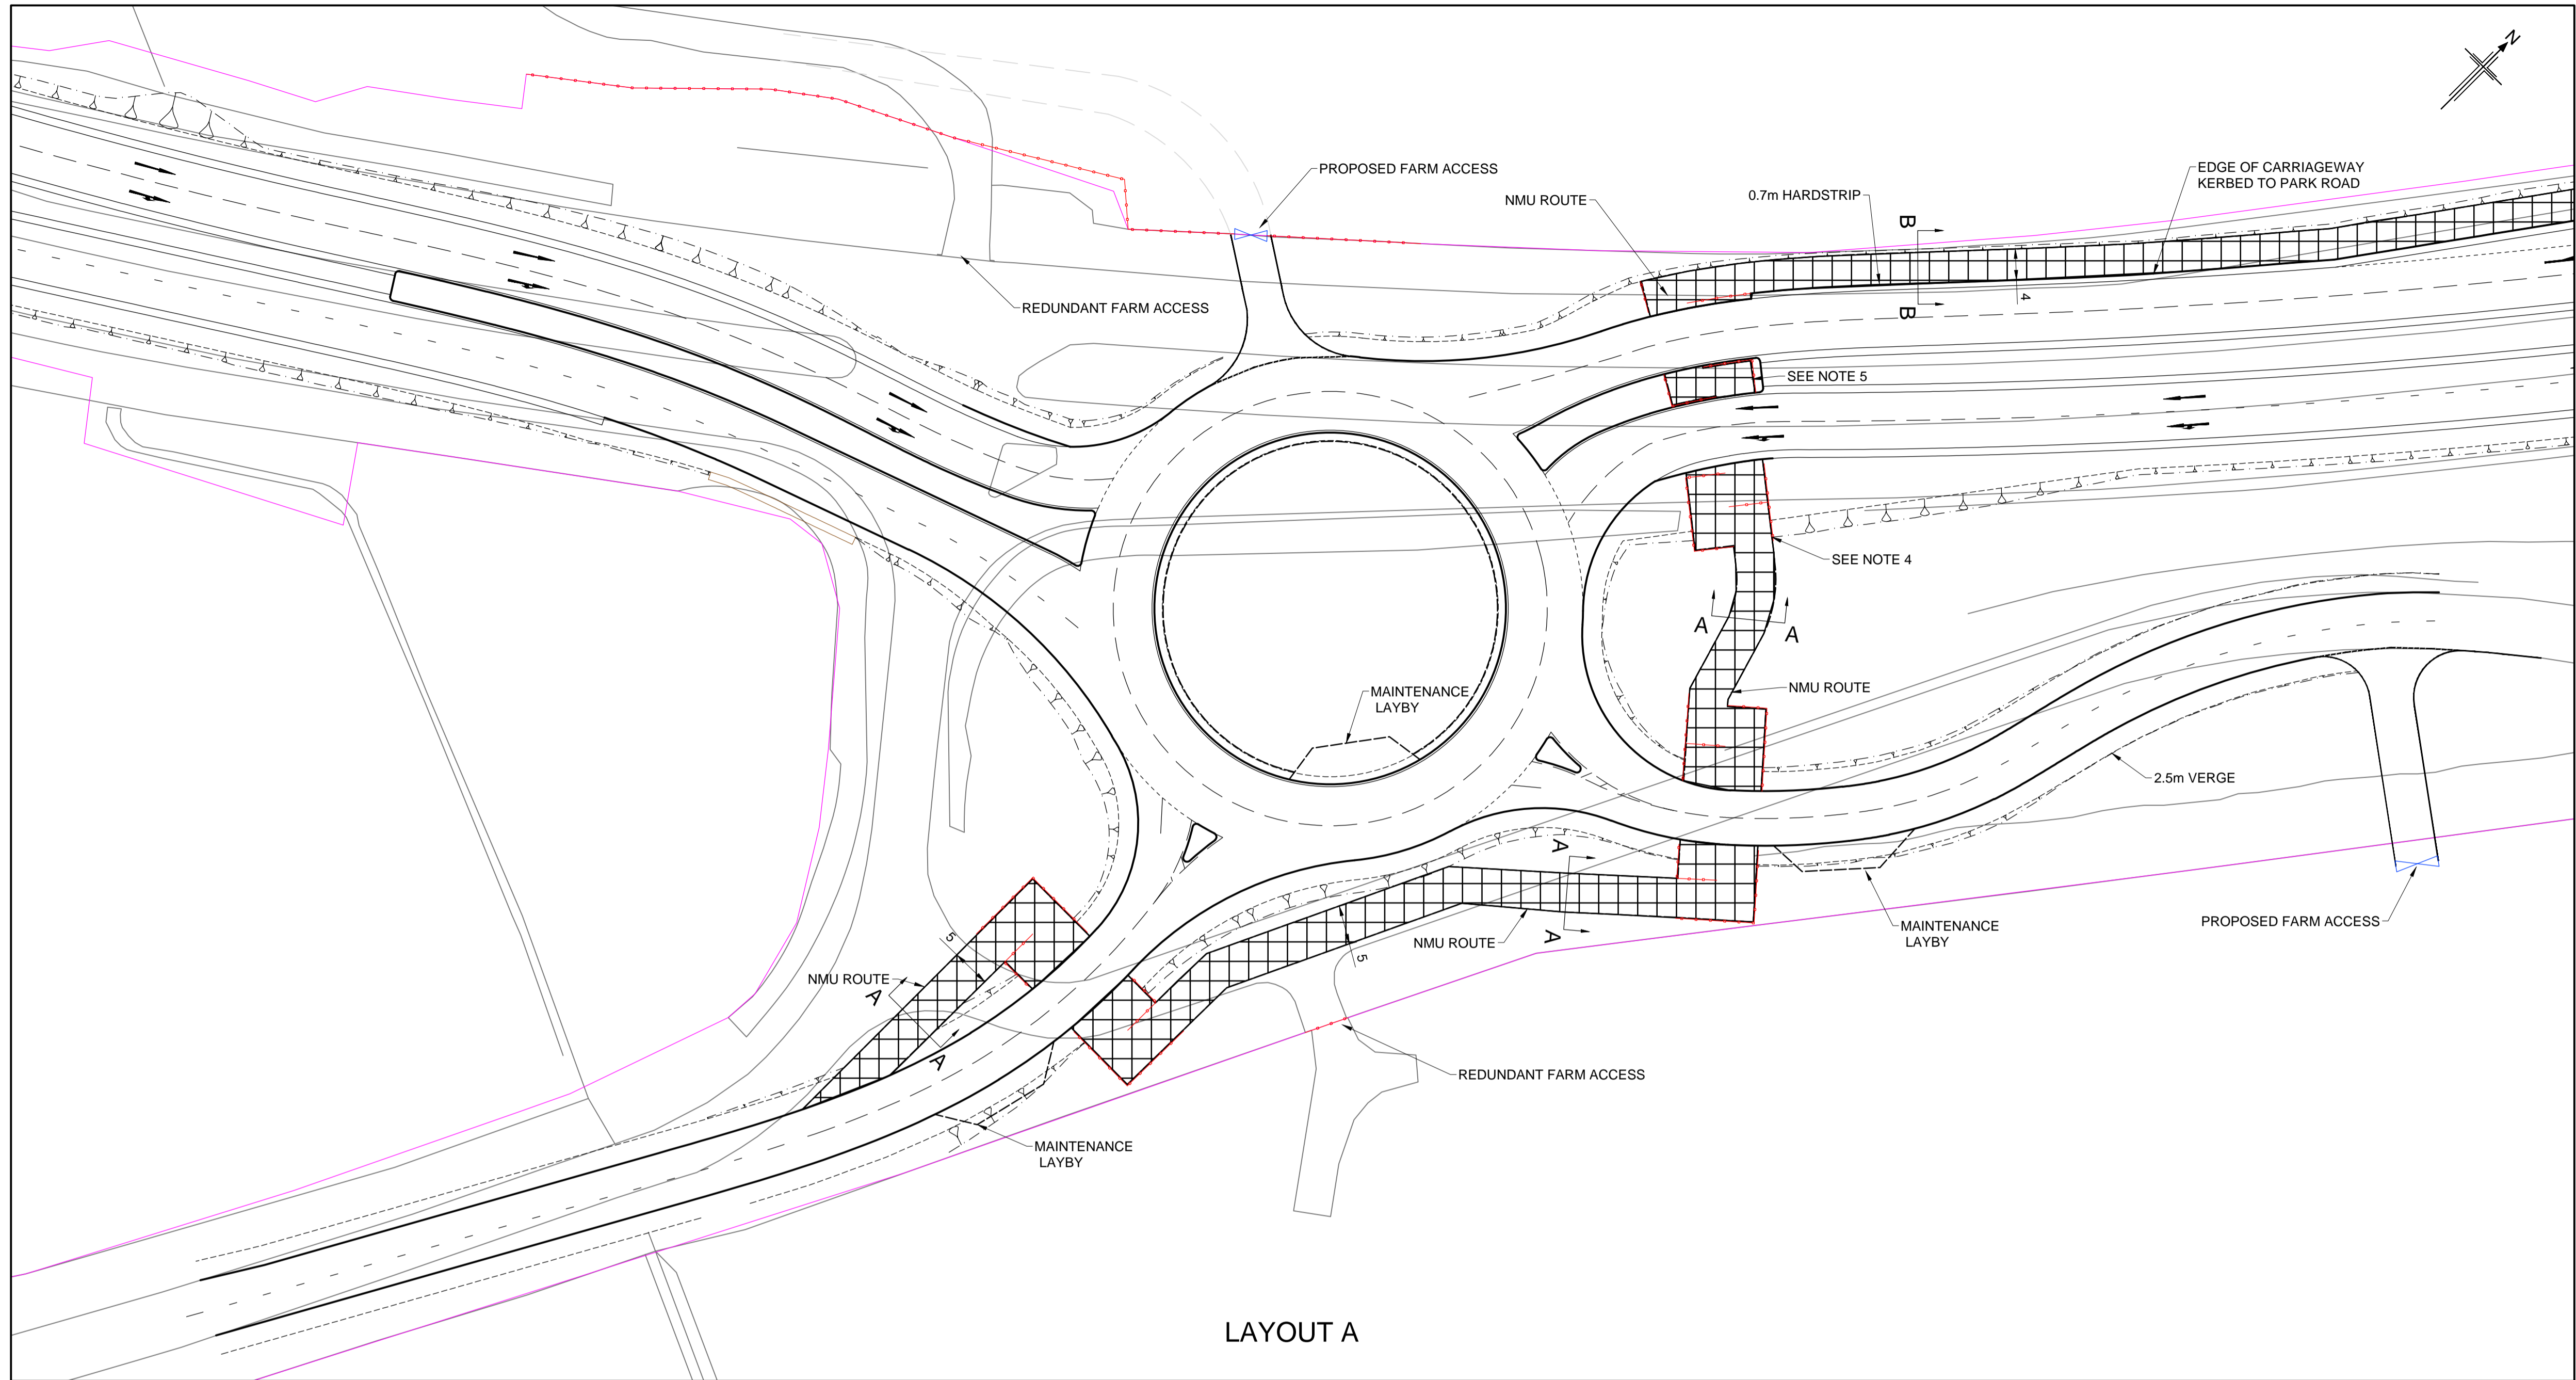 N
PROPOSED FARM ACCESS
EDGE OF CARRIAGEWAY
KERBED TO PARK ROAD
0.7m HARDSTRIP
NMU ROUTE
B
B
4
REDUNDANT FARM ACCESS
SEE NOTE 5
SEE NOTE 4
A
A
NMU ROUTE
MAINTENANCE
LAYBY
2.5m VERGE
A
A
NMU ROUTE
5
MAINTENANCE
LAYBY
PROPOSED FARM ACCESS
5
NMU ROUTE
A
A
REDUNDANT FARM ACCESS
MAINTENANCE
LAYBY
LAYOUT A